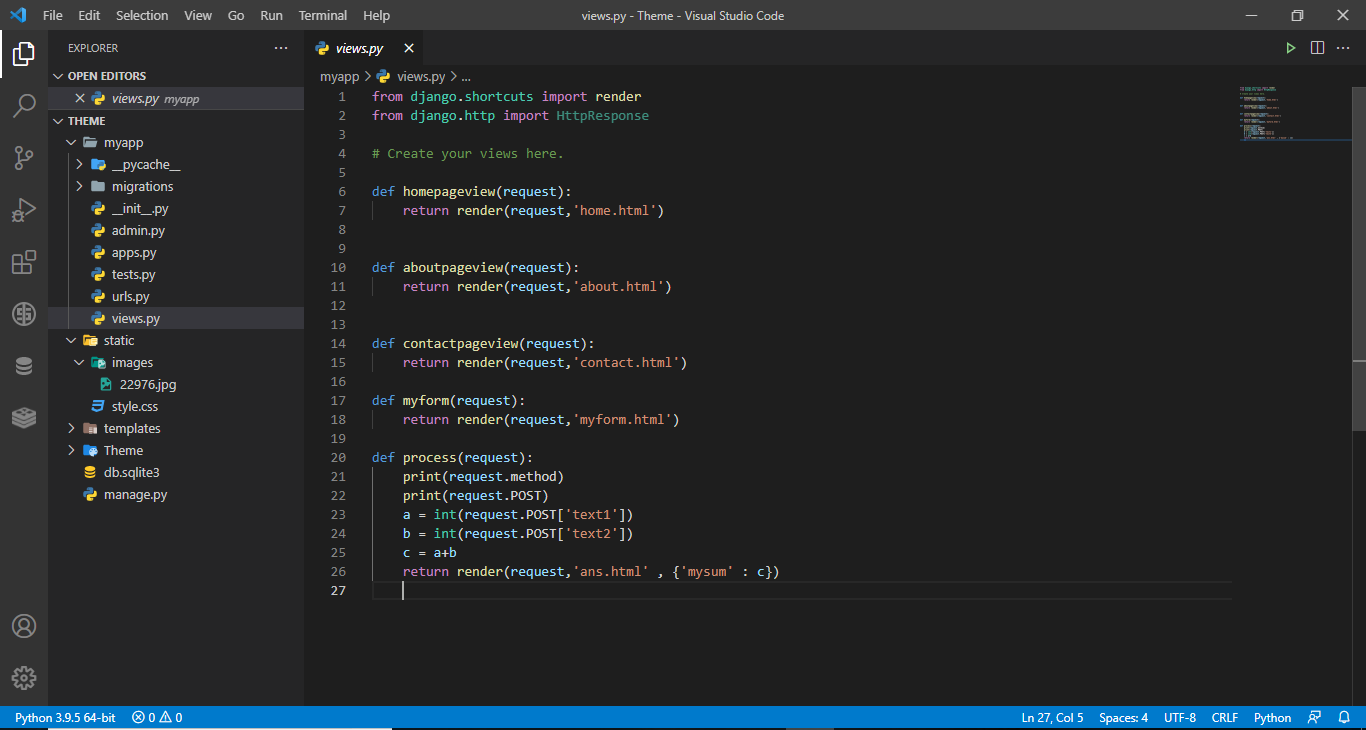 File Edit Selection View Go Run Terminal Help views.py - Theme - Visual Studio Code
EXPLORER
OPEN EDITORS
views.py myapp
THEME
myapp
__pycache__
migrations
__init__.py
admin.py
apps.py
tests.py
urls.py
views.py
static
images
22976.jpg
style.css
templates
Theme
db.sqlite3
manage.py
views.py
myapp > views.py > ...
1 from django.shortcuts import render
2 from django.http import HttpResponse
3
4 # Create your views here.
5
6 def homepageview(request):
7 return render(request,'home.html')
8
9
10 def aboutpageview(request):
11 return render(request,'about.html')
12
13
14 def contactpageview(request):
15 return render(request,'contact.html')
16
17 def myform(request):
18 return render(request,'myform.html')
19
20 def process(request):
21 print(request.method)
22 print(request.POST)
23 a = int(request.POST['text1'])
24 b = int(request.POST['text2'])
25 c = a+b
26 return render(request,'ans.html' , {'mysum' : c})
27
Python 3.9.5 64-bit 0 0 Ln 27, Col 5 Spaces: 4 UTF-8 CRLF Python